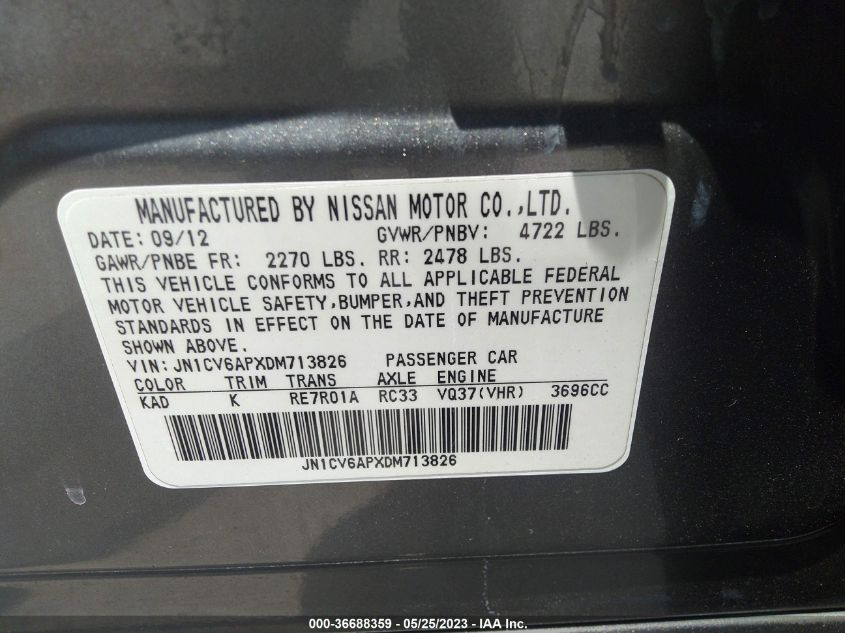 MANUFACTURED BY NISSAN MOTOR CO.,LTD.
DATE: 09/12 GVWR/PNBV: 4722 LBS.
GAWR/PNBE FR: 2270 LBS. RR: 2478 LBS.
THIS VEHICLE CONFORMS TO ALL APPLICABLE FEDERAL
MOTOR VEHICLE SAFETY,BUMPER,AND THEFT PREVENTION
STANDARDS IN EFFECT ON THE DATE OF MANUFACTURE
SHOWN ABOVE.
VIN: JN1CV6APXDM713826 PASSENGER CAR
COLOR TRIM TRANS AXLE ENGINE
KAD K RE7R01A RC33 VQ37(VHR) 3696CC
JN1CV6APXDM713826
000-36688359 - 05/25/2023 - IAA Inc.